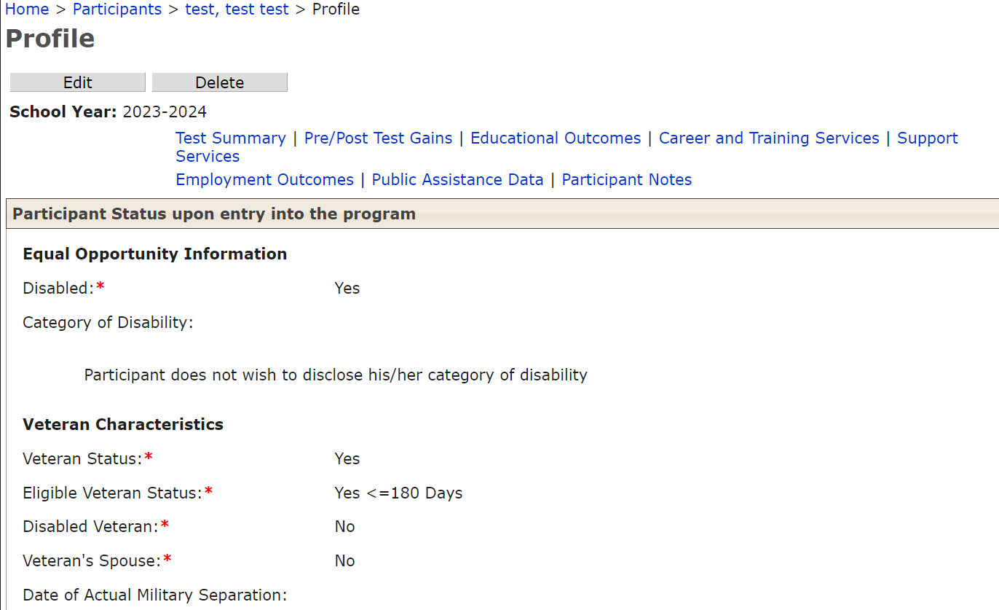 Home > Participants > test, test test > Profile
Profile
Edit Delete
School Year: 2023-2024
Test Summary | Pre/Post Test Gains | Educational Outcomes | Career and Training Services | Support
Services
Employment Outcomes | Public Assistance Data | Participant Notes
Participant Status upon entry into the program
Equal Opportunity Information
Disabled:* Yes
Category of Disability:
Participant does not wish to disclose his/her category of disability
Veteran Characteristics
Veteran Status:* Yes
Eligible Veteran Status:* Yes <=180 Days
Disabled Veteran:* No
Veteran's Spouse:* No
Date of Actual Military Separation: